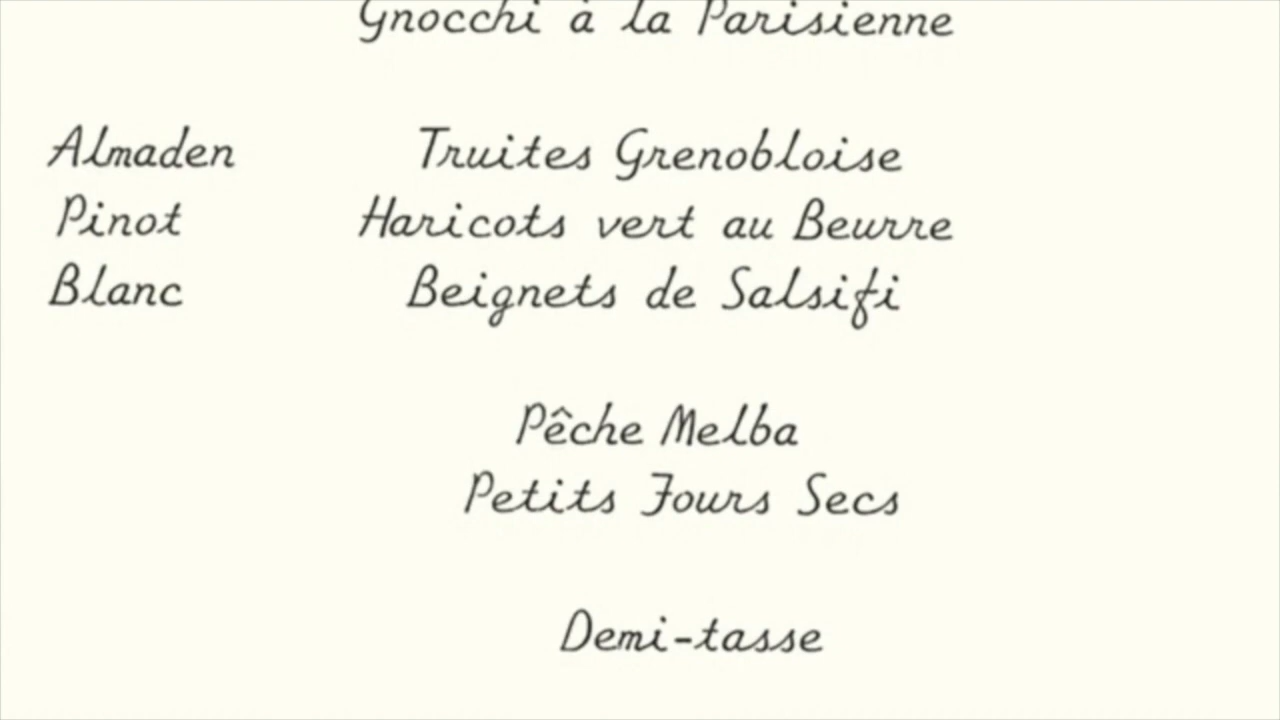 Gnocchi à la Parisienne
Almaden Truites Grenobloise
Pinot Haricots vert au Beurre
Blanc Beignets de Salsifi
Pêche Melba
Petits Fours Secs
Demi-tasse